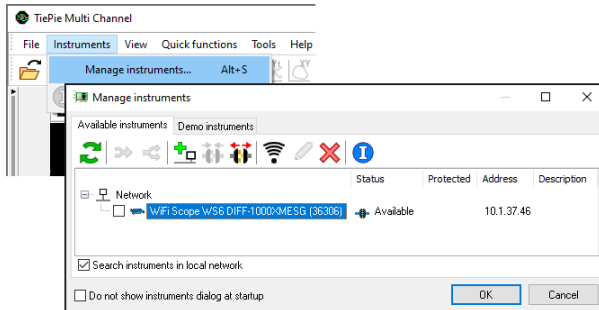 TiePie Multi Channel
File Instruments View Quick functions Tools Help
Manage instruments... Alt+S
Manage instruments
Available instruments Demo instruments
Status Protected Address Description
Network
WiFi Scope WS6 DIFF-1000XMESG (36306) Available 10.1.37.46
Search instruments in local network
Do not show instruments dialog at startup
OK Cancel